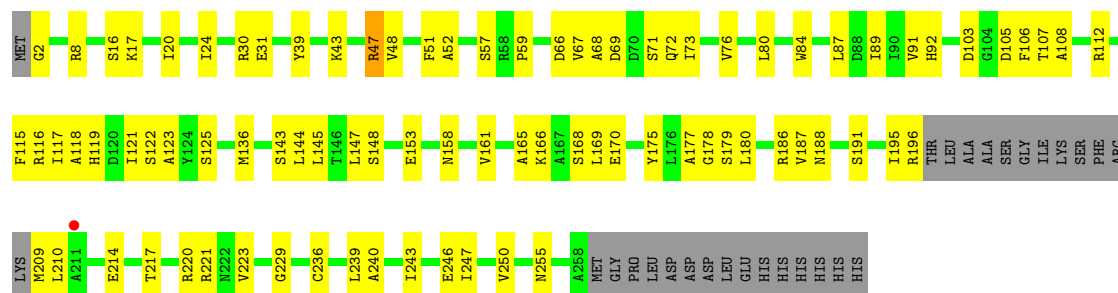 MET G2 R8 S16 K17 I20 I24 R30 E31 Y39 K43 R47 V48 F51 A52 S57 R58 P59 D66 V67 A68 D69 D70 S71 Q72 I73 V76 L80 W84 L87 D88 I89 I90 V91 H92 D103 G104 D105 F106 T107 A108 R112
F115 R116 I117 A118 H119 D120 I121 S122 A123 Y124 S125 M136 S143 L144 L145 T146 L147 S148 E153 N158 V161 A165 K166 A167 S168 L169 E170 Y175 L176 A177 G178 S179 L180 R186 V187 N188 S191 I195 R196 THR LEU ALA ALA SER GLY ILE LYS SER PHE ARG
LYS M209 L210 A211 E214 T217 R220 R221 N222 V223 G229 C236 L239 A240 I243 E246 I247 V250 N255 A258 MET GLY PRO LEU ASP ASP ASP LEU GLU HIS HIS HIS HIS HIS HIS